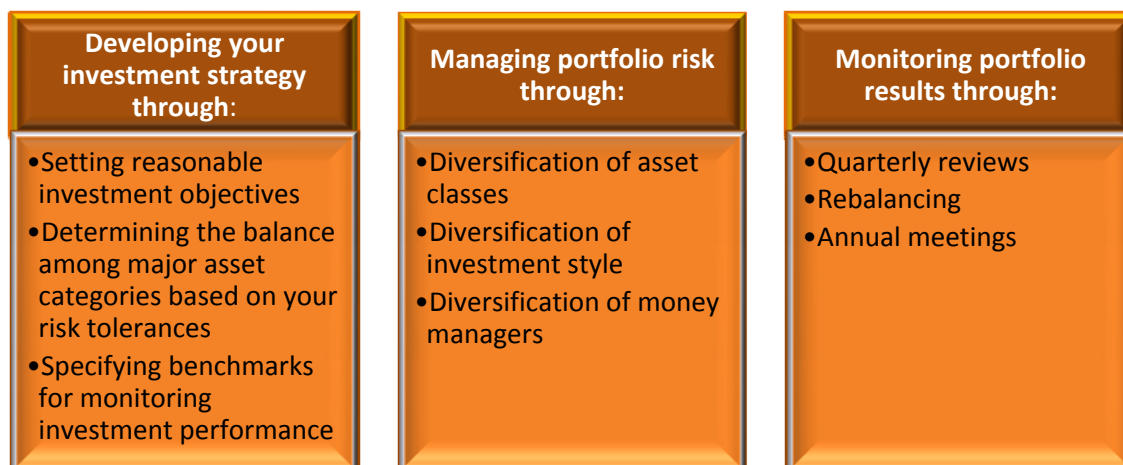 Developing your
investment strategy
through:
•Setting reasonable
investment objectives
•Determining the balance
among major asset
categories based on your
risk tolerances
•Specifying benchmarks
for monitoring
investment performance
Managing portfolio risk
through:
•Diversification of asset
classes
•Diversification of
investment style
•Diversification of money
managers
Monitoring portfolio
results through:
•Quarterly reviews
•Rebalancing
•Annual meetings